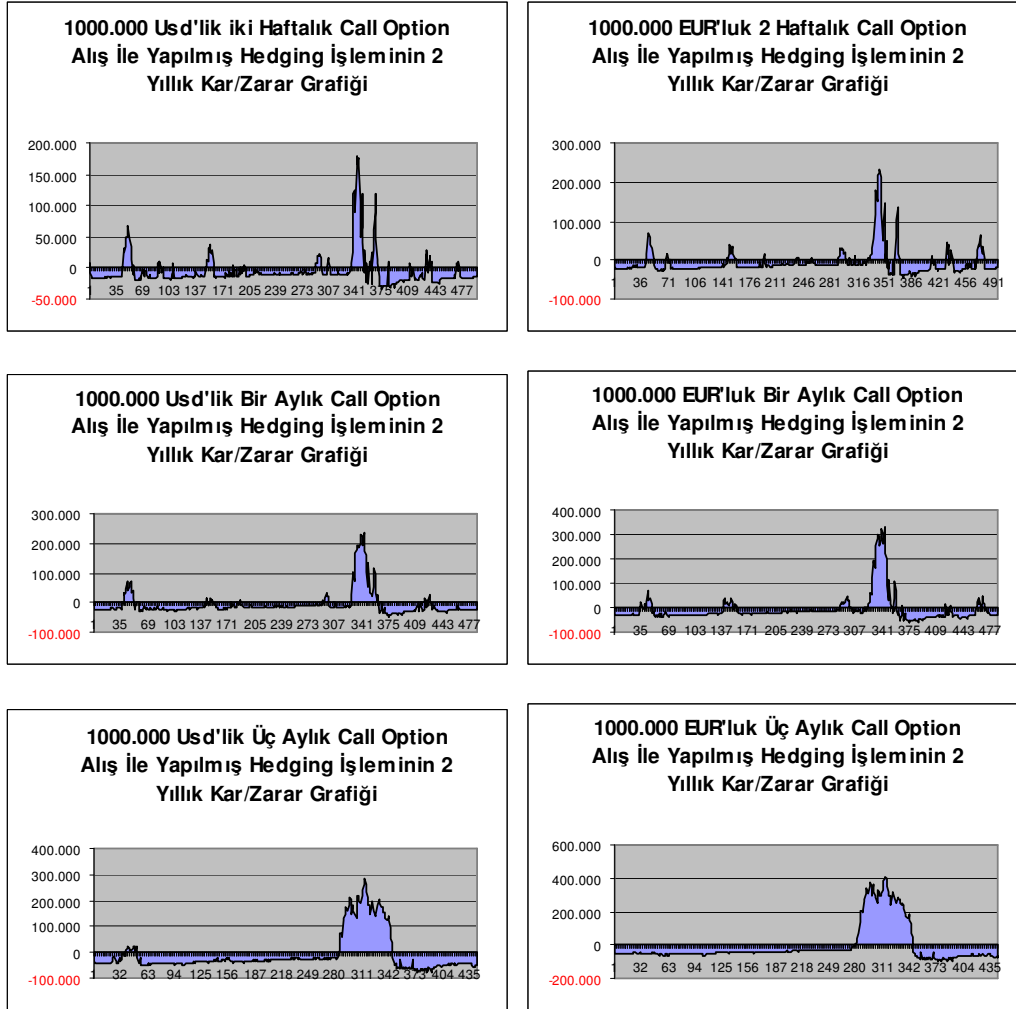 1000.000 Usd'lik iki Haftalık Call Option
Alış İle Yapılmış Hedging İşleminin 2
Yıllık Kar/Zarar Grafiği
200.000
150.000
100.000
50.000
0
-50.000
1 35 69 103 137 171 205 239 273 307 341 375 409 443 477
1000.000 EUR'luk 2 Haftalık Call Option
Alış İle Yapılmış Hedging İşleminin 2
Yıllık Kar/Zarar Grafiği
300.000
200.000
100.000
0
-100.000
1 36 71 106 141 176 211 246 281 316 351 386 421 456 491
1000.000 Usd'lik Bir Aylık Call Option
Alış İle Yapılmış Hedging İşleminin 2
Yıllık Kar/Zarar Grafiği
300.000
200.000
100.000
0
-100.000
1 35 69 103 137 171 205 239 273 307 341 375 409 443 477
1000.000 EUR'luk Bir Aylık Call Option
Alış İle Yapılmış Hedging İşleminin 2
Yıllık Kar/Zarar Grafiği
400.000
300.000
200.000
100.000
0
-100.000
1 35 69 103 137 171 205 239 273 307 341 375 409 443 477
1000.000 Usd'lik Üç Aylık Call Option
Alış İle Yapılmış Hedging İşleminin 2
Yıllık Kar/Zarar Grafiği
400.000
300.000
200.000
100.000
0
-100.000
1 32 63 94 125 156 187 218 249 280 311 342 373 404 435
1000.000 EUR'luk Üç Aylık Call Option
Alış İle Yapılmış Hedging İşleminin 2
Yıllık Kar/Zarar Grafiği
600.000
400.000
200.000
0
-200.000
1 32 63 94 125 156 187 218 249 280 311 342 373 404 435